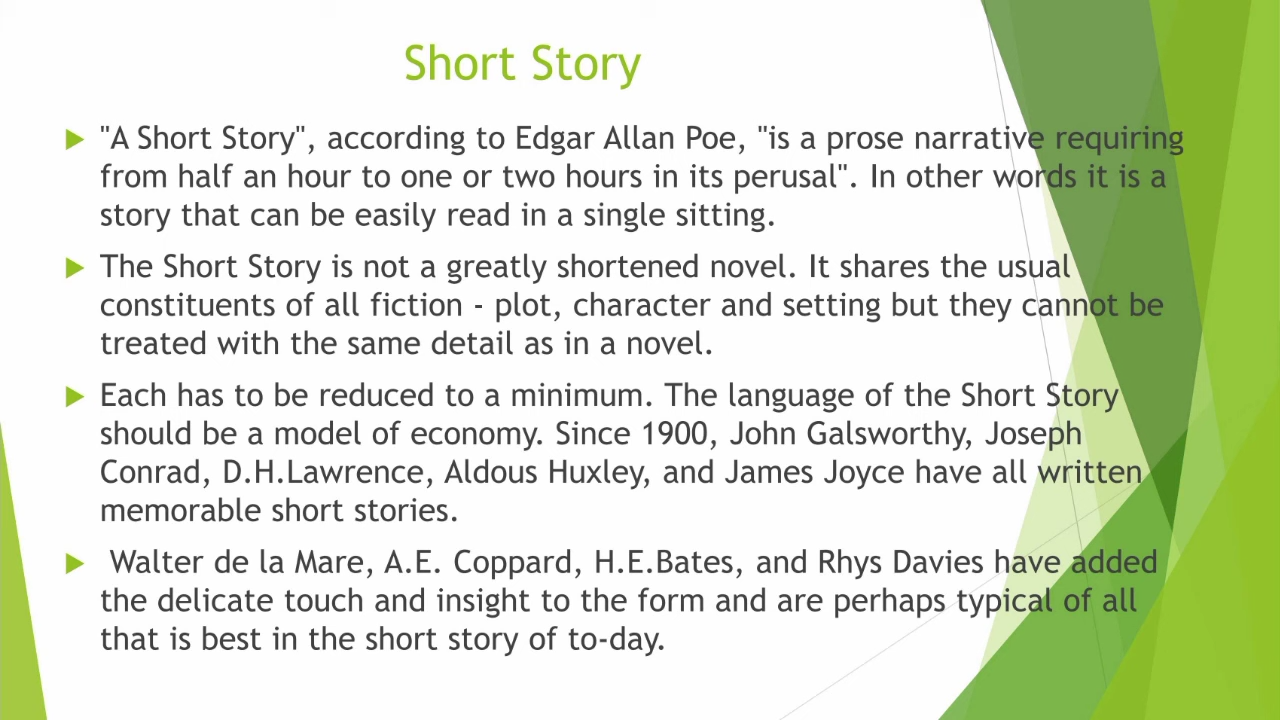 Short Story
"A Short Story", according to Edgar Allan Poe, "is a prose narrative requiring
from half an hour to one or two hours in its perusal". In other words it is a
story that can be easily read in a single sitting.
The Short Story is not a greatly shortened novel. It shares the usual
constituents of all fiction - plot, character and setting but they cannot be
treated with the same detail as in a novel.
Each has to be reduced to a minimum. The language of the Short Story
should be a model of economy. Since 1900, John Galsworthy, Joseph
Conrad, D.H.Lawrence, Aldous Huxley, and James Joyce have all written
memorable short stories.
Walter de la Mare, A.E. Coppard, H.E.Bates, and Rhys Davies have added
the delicate touch and insight to the form and are perhaps typical of all
that is best in the short story of to-day.